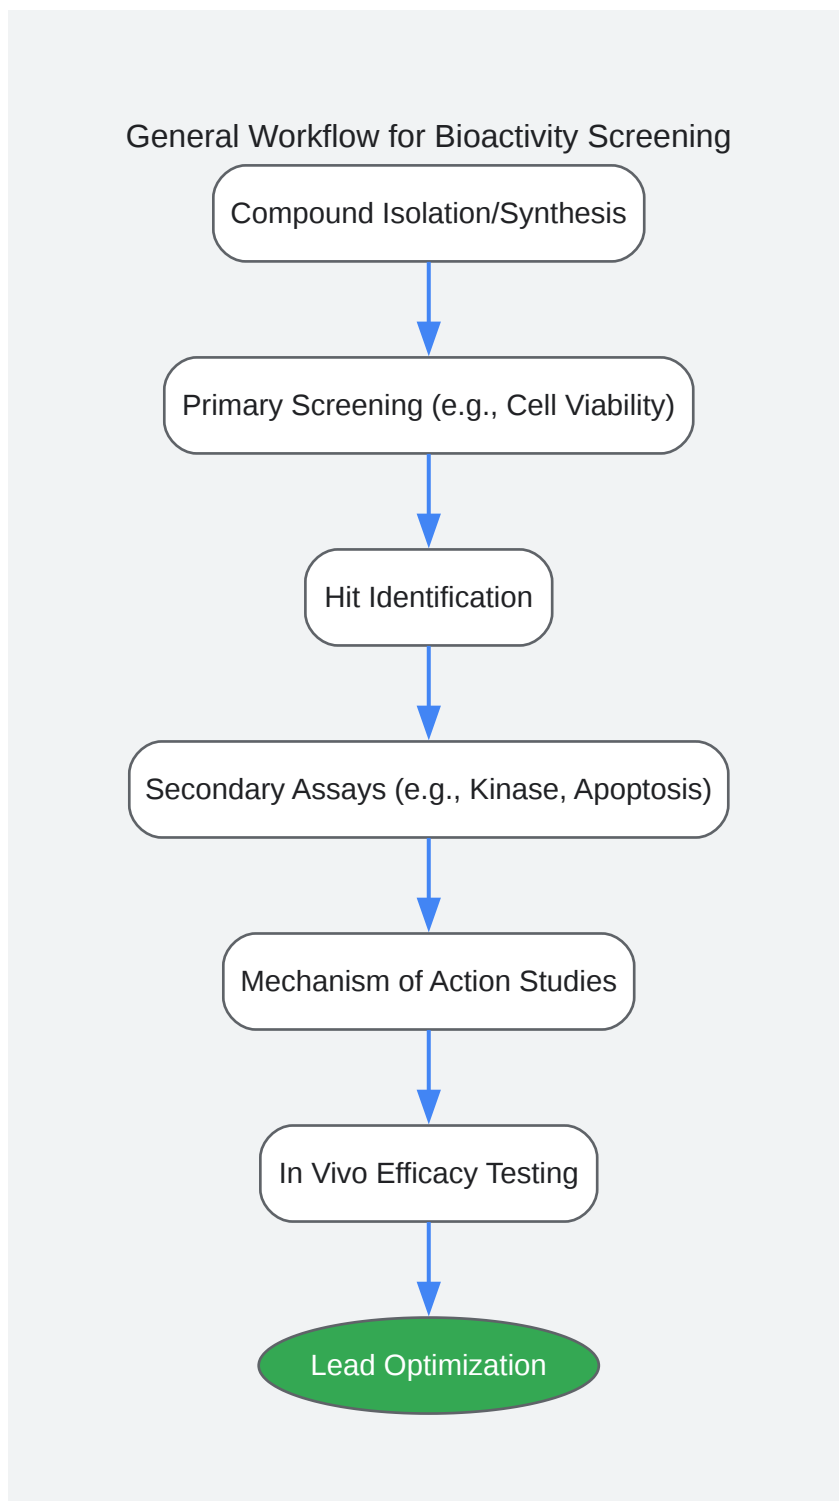 General Workflow for Bioactivity Screening
Compound Isolation/Synthesis
Primary Screening (e.g., Cell Viability)
Hit Identification
Secondary Assays (e.g., Kinase, Apoptosis)
Mechanism of Action Studies
In Vivo Efficacy Testing
Lead Optimization